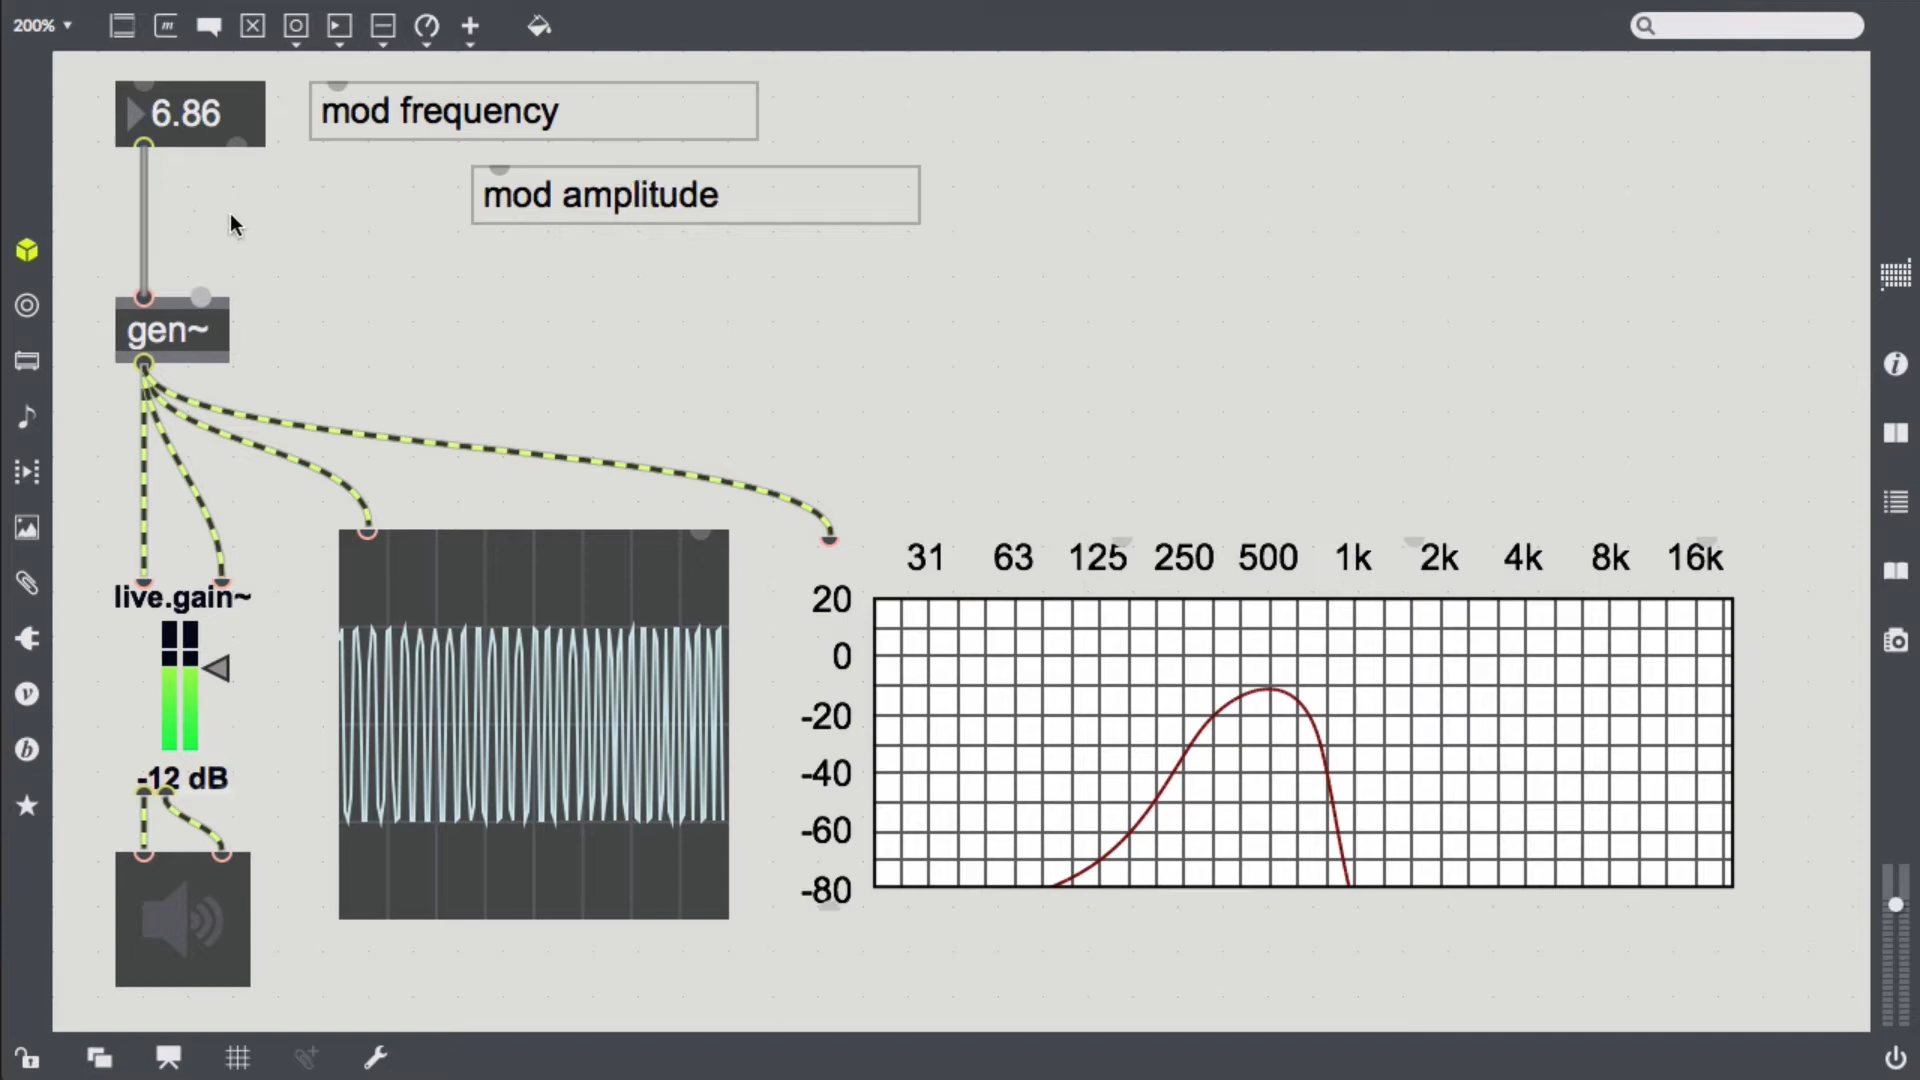 200%
6.86
mod frequency
mod amplitude
gen~
31 63 125 250 500 1k 2k 4k 8k 16k
live.gain~
20
0
-20
-40
-60
-80
-12 dB